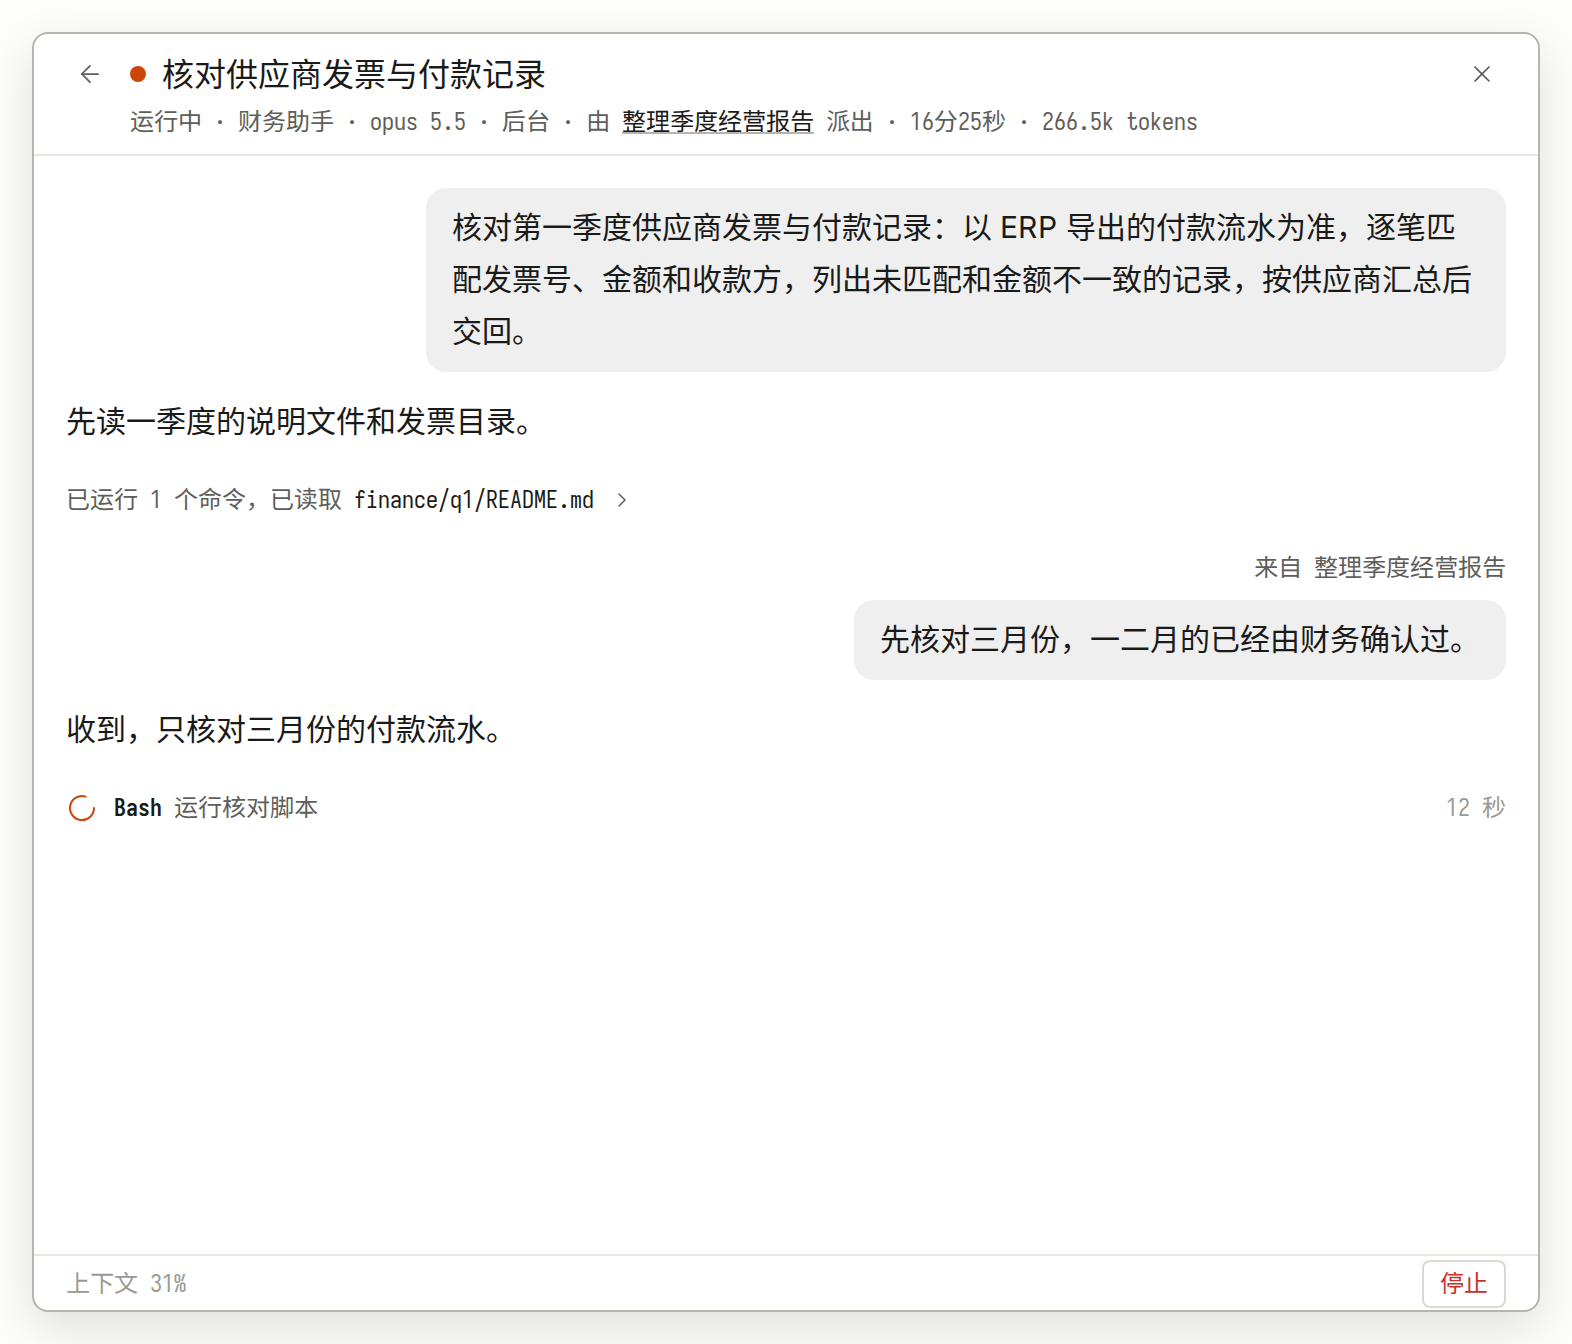 核对供应商发票与付款记录
运行中 · 财务助手 · opus 5.5 · 后台 · 由 整理季度经营报告 派出 · 16分25秒 · 266.5k tokens
核对第一季度供应商发票与付款记录：以 ERP 导出的付款流水为准，逐笔匹
配发票号、金额和收款方，列出未匹配和金额不一致的记录，按供应商汇总后
交回。
先读一季度的说明文件和发票目录。
已运行 1 个命令，已读取 finance/q1/README.md
来自 整理季度经营报告
先核对三月份，一二月的已经由财务确认过。
收到，只核对三月份的付款流水。
Bash 运行核对脚本 12 秒
上下文 31% 停止